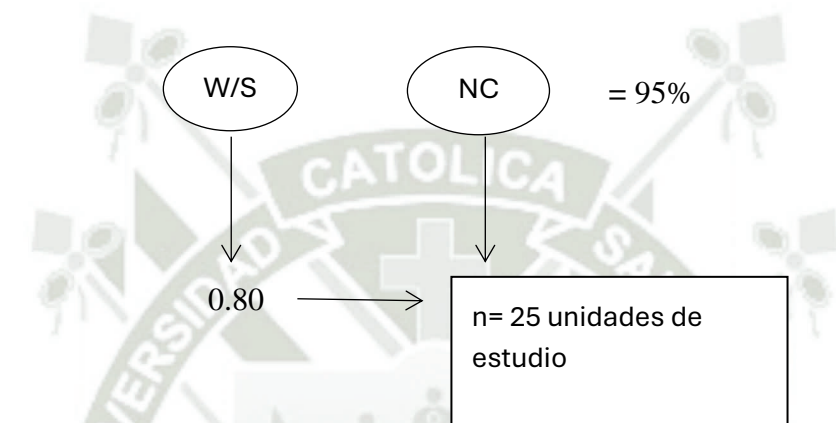 W/S
NC
= 95%
CATOLICA
0.80
n= 25 unidades de
estudio